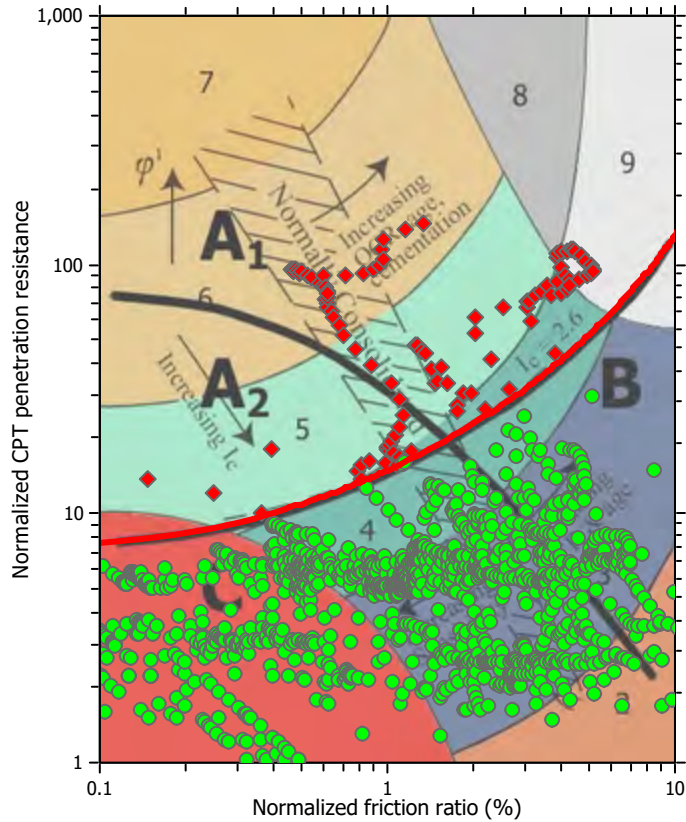 1,000
7
8
9
φ'
Normally Consolidated
Increasing
OCR, age,
cementation
A1
100
6
Increasing Ic
A2
Ic = 2.6
B
5
10
4
C
3
1
0.1
1
10
Normalized friction ratio (%)
Normalized CPT penetration resistance